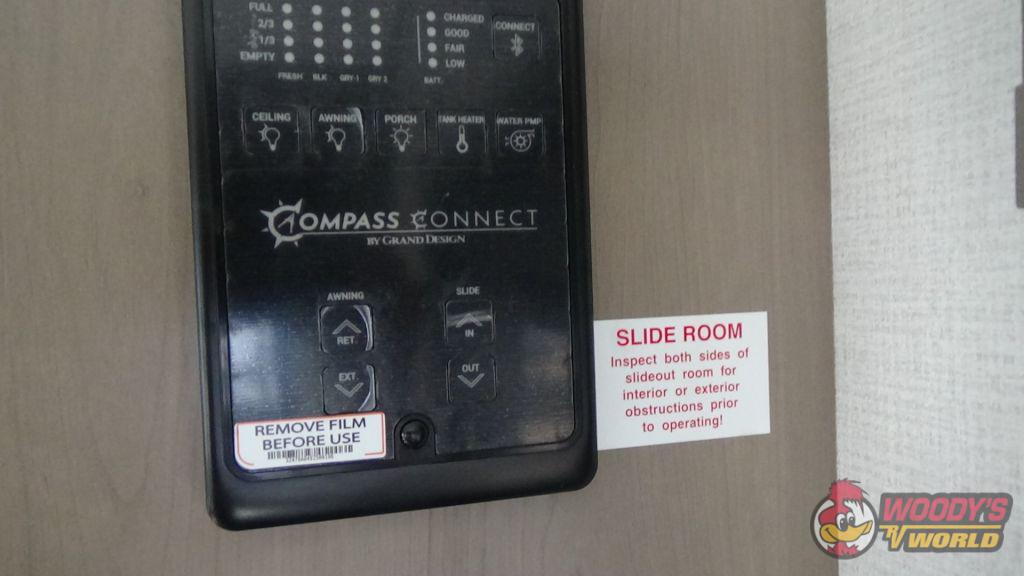 FULL
2/3
1/3
EMPTY
FRESH BLK GRY 1 GRY 2
CHARGED
GOOD
FAIR
LOW
BATT.
CONNECT
CEILING AWNING PORCH TANK HEATER WATER PMP
COMPASS CONNECT
BY GRAND DESIGN
AWNING SLIDE
RET. IN
EXT OUT
REMOVE FILM
BEFORE USE
SLIDE ROOM
Inspect both sides of
slideout room for
interior or exterior
obstructions prior
to operating!
WOODY'S
RV WORLD